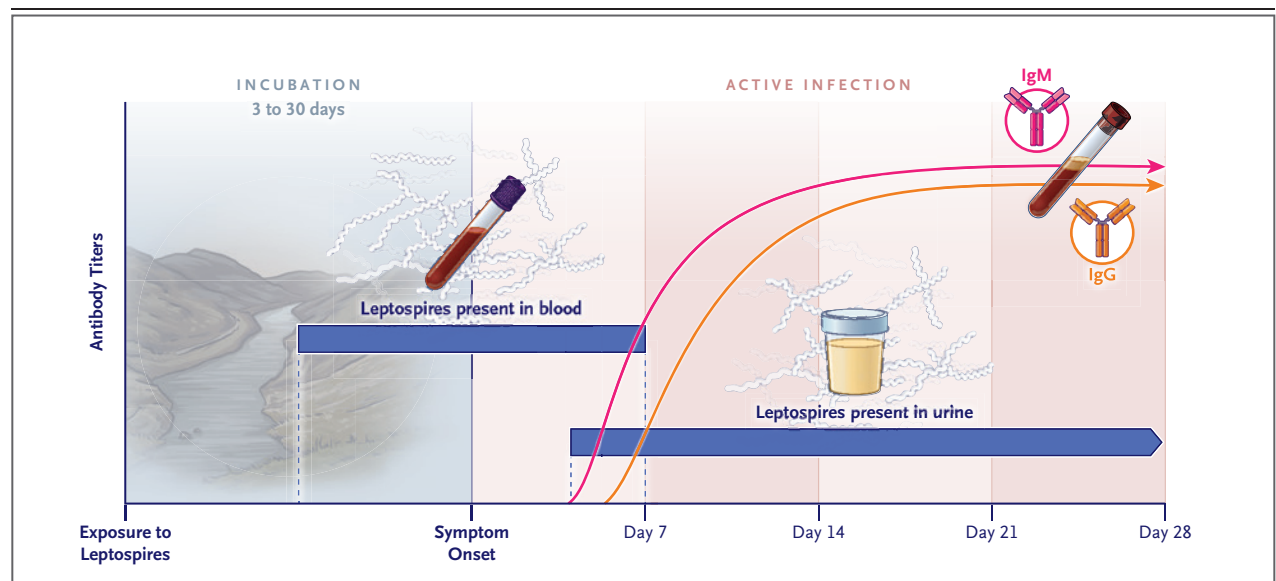 INCUBATION
3 to 30 days
ACTIVE INFECTION
IgM
IgG
Antibody Titers
Leptospires present in blood
Leptospires present in urine
Exposure to
Leptospires
Symptom
Onset
Day 7
Day 14
Day 21
Day 28